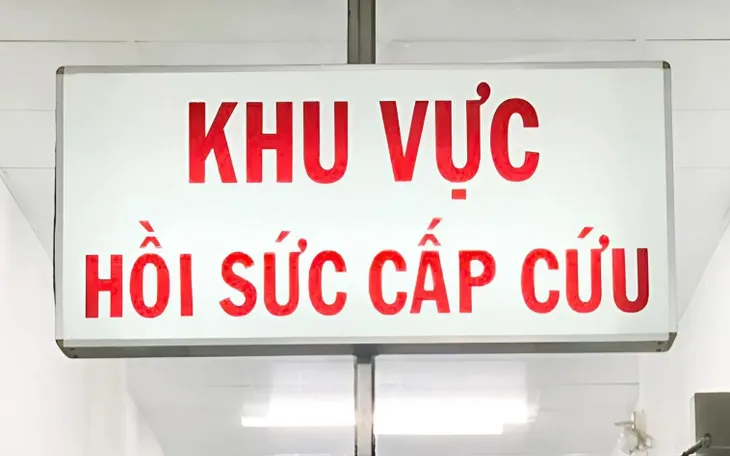 KHU VỰC
HỒI SỨC CẤP CỨU